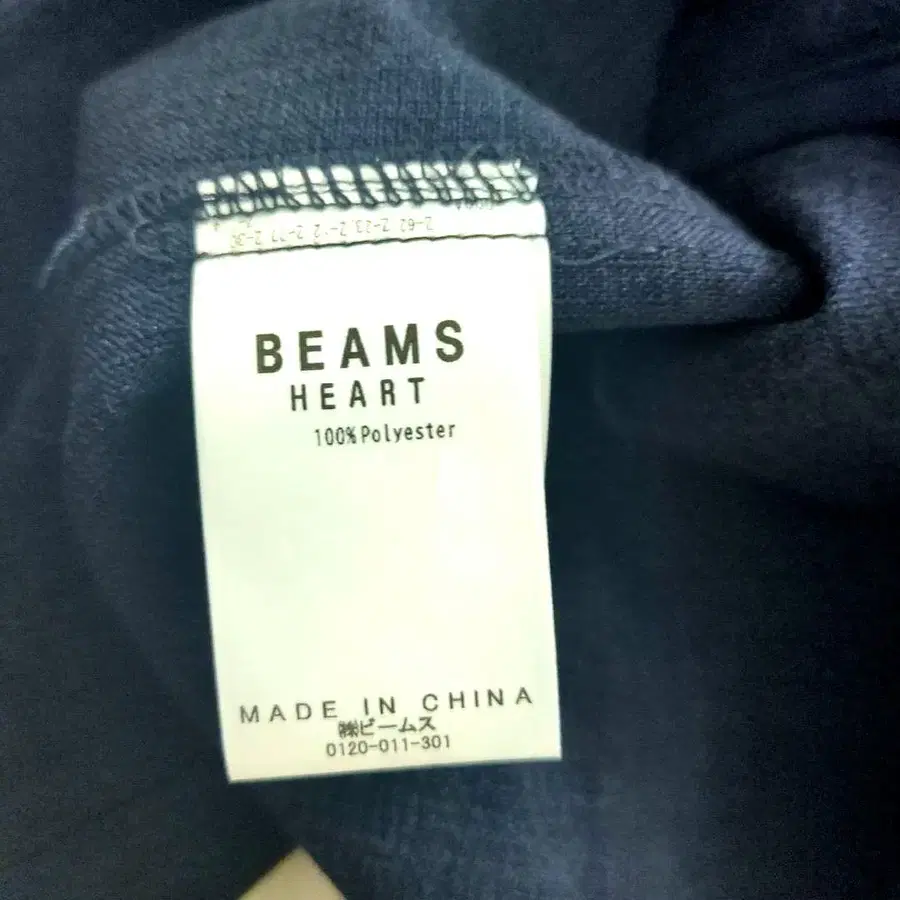 BEAMS
HEART
100%Polyester
MADE IN CHINA
㈱ビームス
0120-011-301